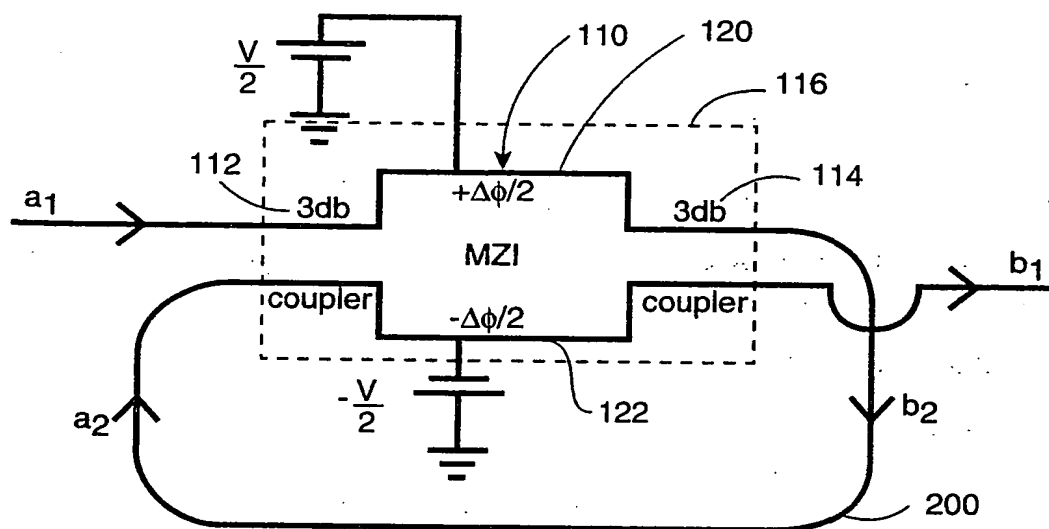 V/2
110
120
116
112
114
a1
3db
+Δϕ/2
3db
MZI
b1
coupler
-Δϕ/2
coupler
a2
-V/2
122
b2
200